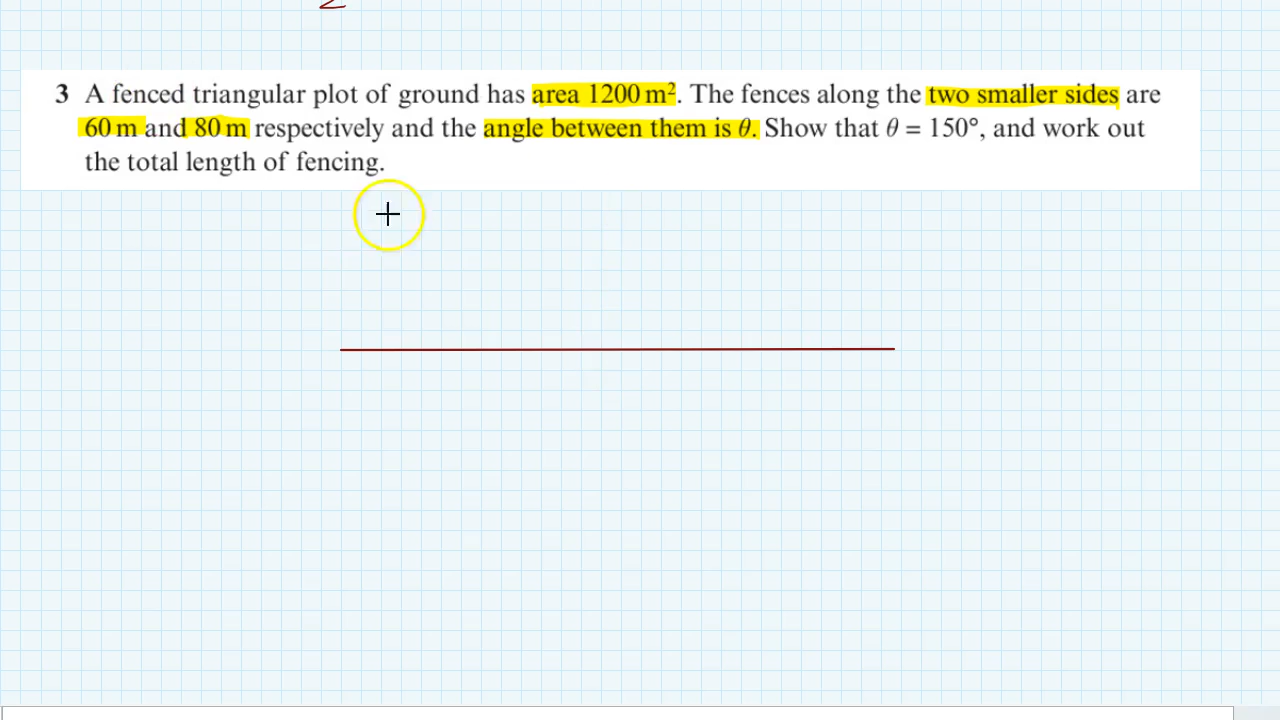 3 A fenced triangular plot of ground has area 1200 m². The fences along the two smaller sides are
60 m and 80 m respectively and the angle between them is θ. Show that θ = 150°, and work out
the total length of fencing.